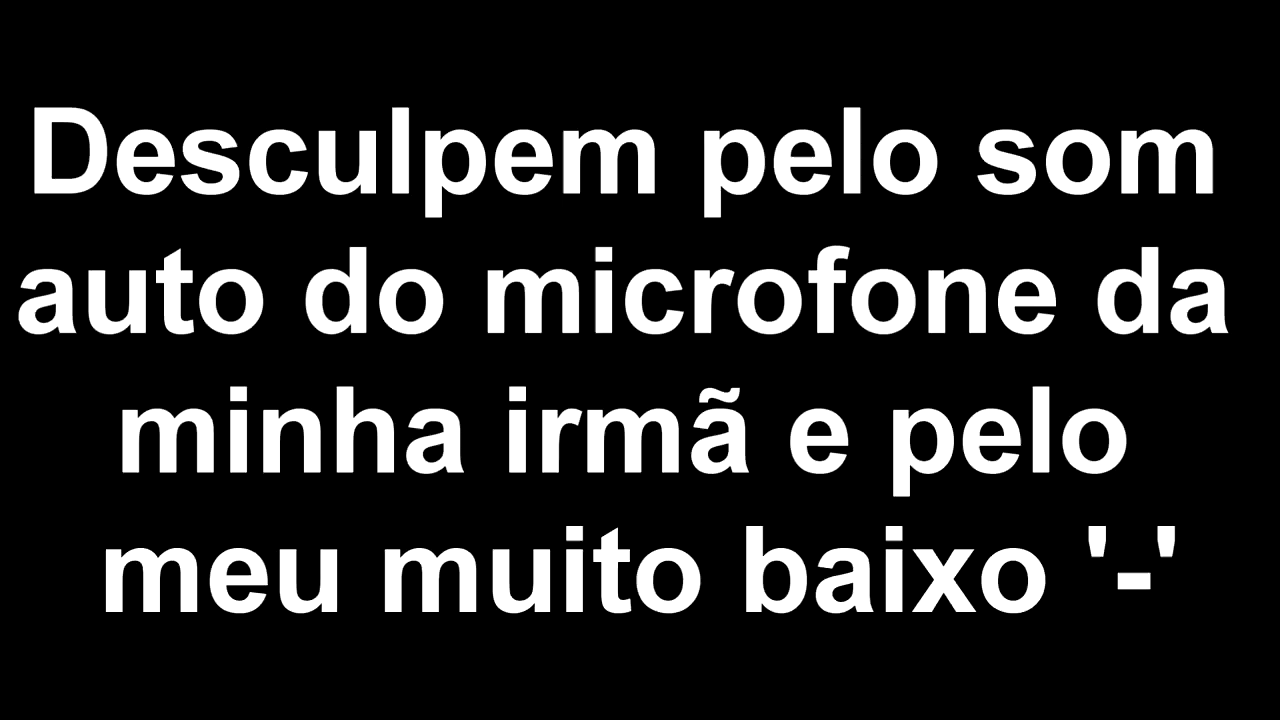 Desculpem pelo som
auto do microfone da
minha irmã e pelo
meu muito baixo '-'